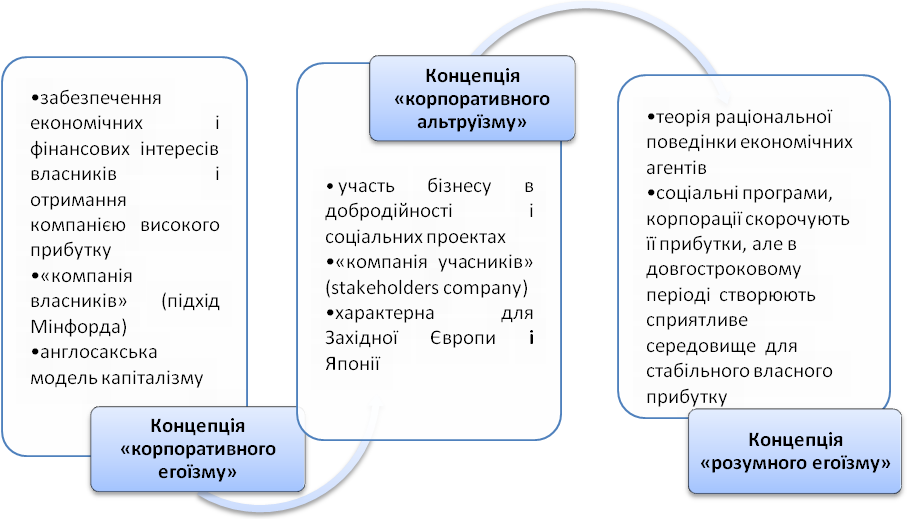 •забезпечення
економічних і
фінансових інтересів
власників і
отримання
компанією високого
прибутку
•«компанія
власників» (підхід
Мінфорда)
•англосакська
модель капіталізму
Концепція
«корпоративного
егоїзму»
Концепція
«корпоративного
альтруїзму»
• участь бізнесу в
добродійності і
соціальних проектах
•«компанія учасників»
(stakeholders company)
•характерна для
Західної Європи і
Японії
•теорія раціональної
поведінки економічних
агентів
•соціальні програми,
корпорації скорочують
її прибутки, але в
довгостроковому
періоді створюють
сприятливе
середовище для
стабільного власного
прибутку
Концепція
«розумного егоїзму»